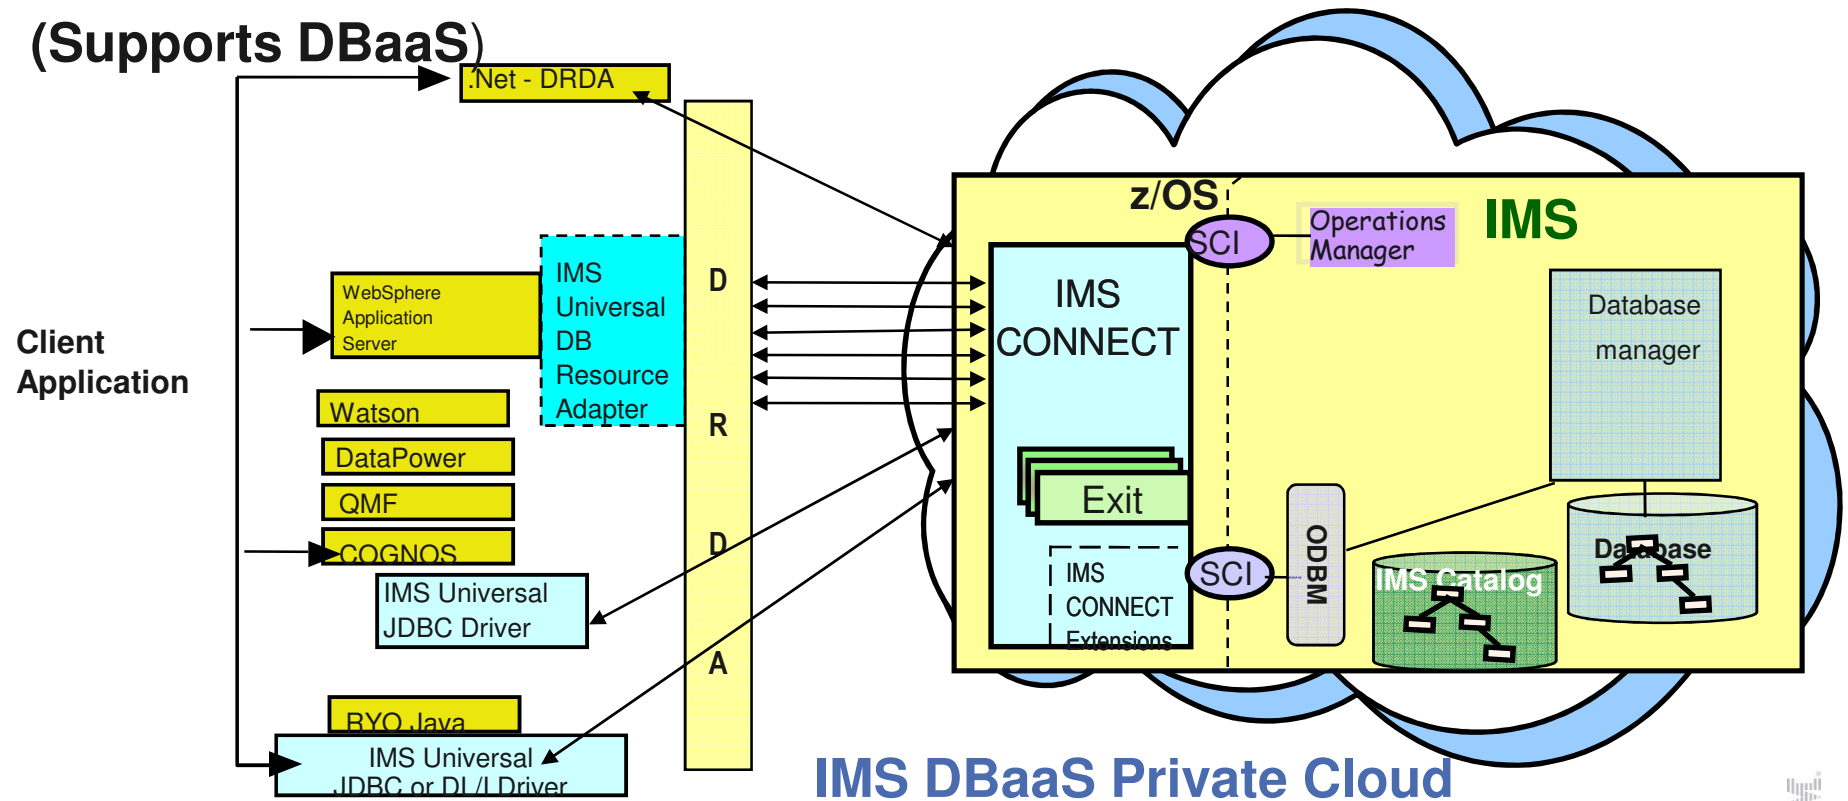 (Supports DBaaS)
.Net - DRDA
Client
Application
WebSphere
Application
Server
IMS
Universal
DB
Resource
Adapter
Watson
DataPower
QMF
COGNOS
IMS Universal
JDBC Driver
RYO Java
IMS Universal
JDBC or DL/I Driver
D
R
D
A
z/OS
SCI
Operations
Manager
IMS
IMS
CONNECT
Exit
IMS
CONNECT
Extensions
SCI
ODBM
Database
manager
Database
IMS Catalog
IMS DBaaS Private Cloud